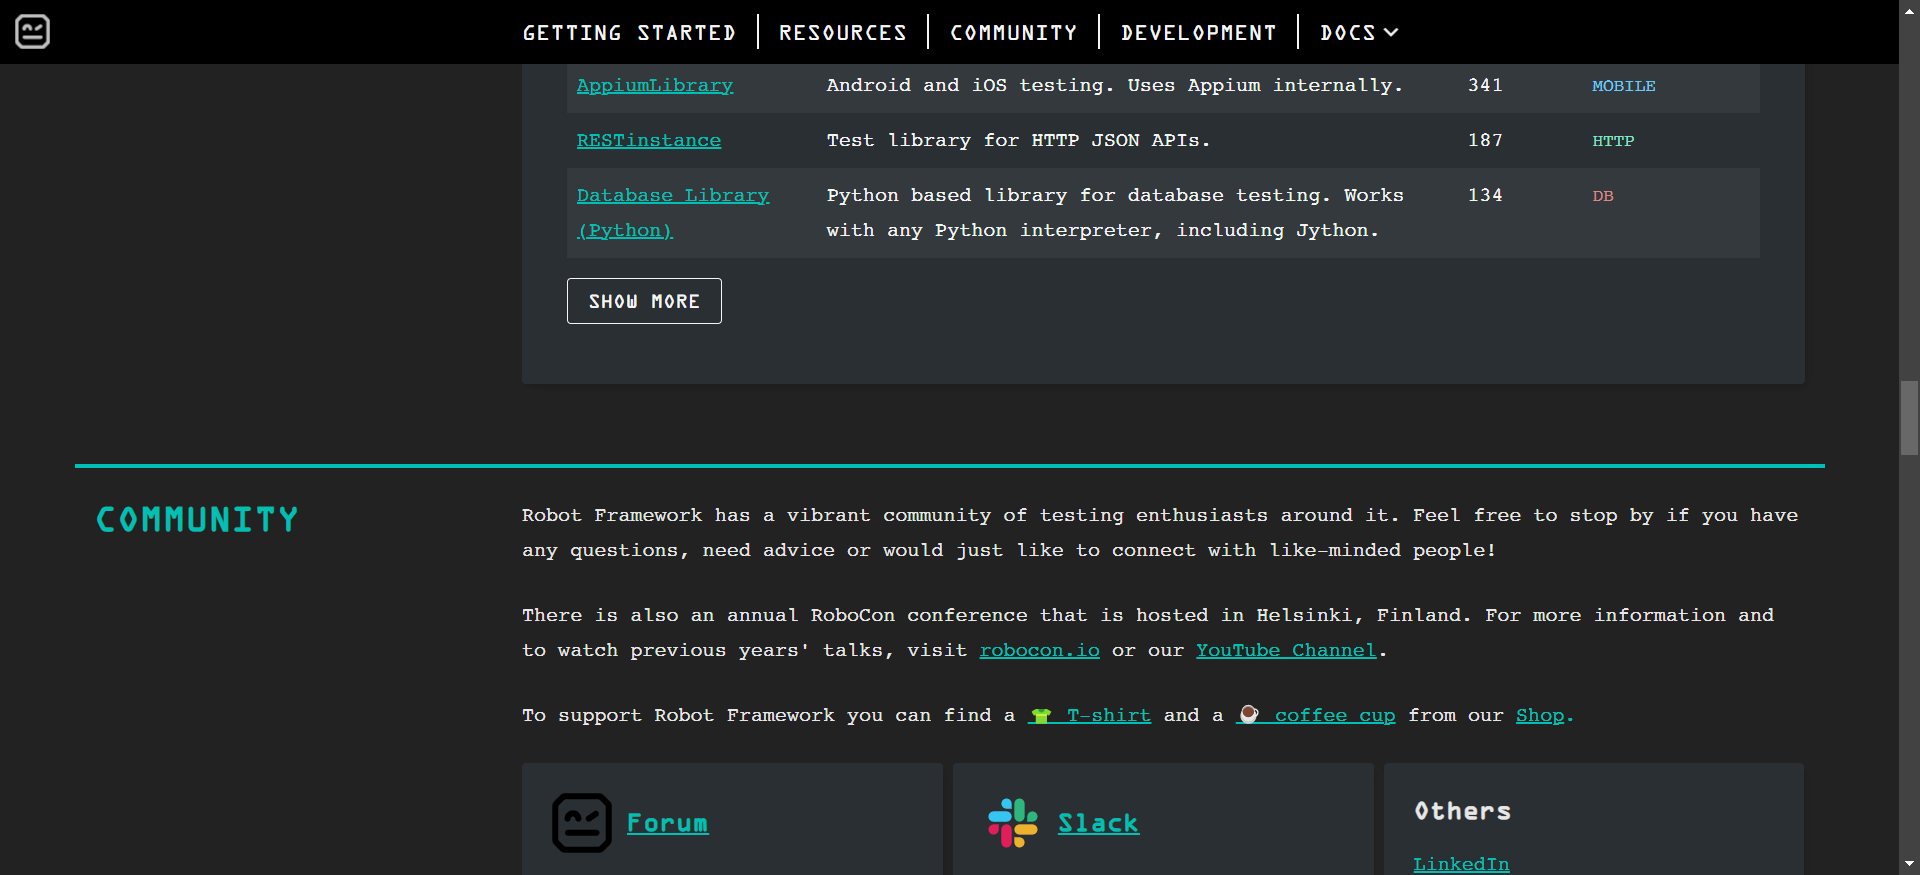 GETTING STARTED RESOURCES COMMUNITY DEVELOPMENT DOCS
AppiumLibrary Android and iOS testing. Uses Appium internally. 341 MOBILE
RESTinstance Test library for HTTP JSON APIs. 187 HTTP
Database Library Python based library for database testing. Works 134 DB
(Python) with any Python interpreter, including Jython.
SHOW MORE
COMMUNITY
Robot Framework has a vibrant community of testing enthusiasts around it. Feel free to stop by if you have
any questions, need advice or would just like to connect with like-minded people!
There is also an annual RoboCon conference that is hosted in Helsinki, Finland. For more information and
to watch previous years' talks, visit robocon.io or our YouTube Channel.
To support Robot Framework you can find a T-shirt and a coffee cup from our Shop.
Forum
Slack
Others
LinkedIn